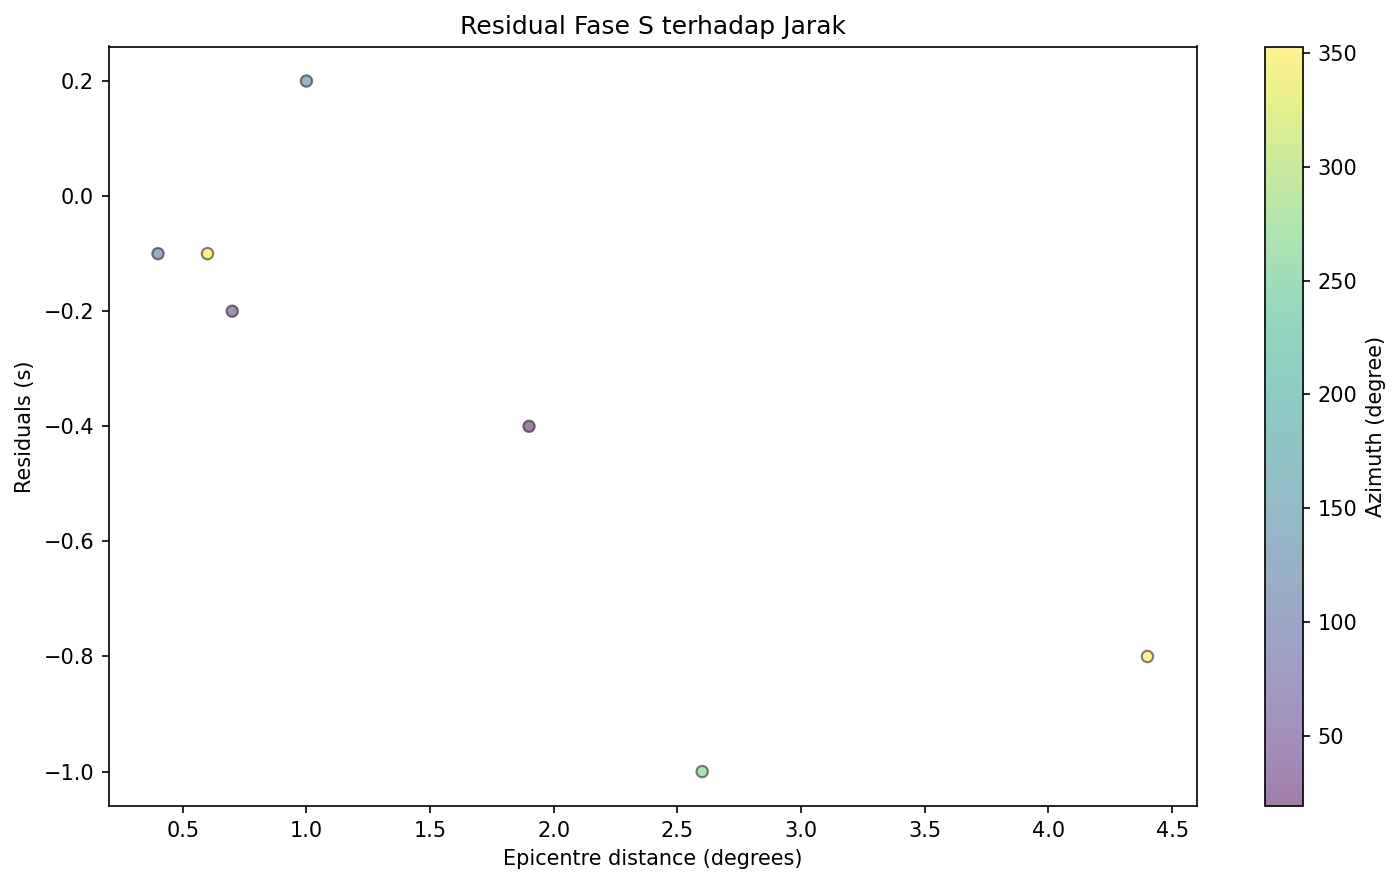 Residual Fase S terhadap Jarak
0.2
0.0
−0.2
−0.4
−0.6
−0.8
−1.0
Residuals (s)
0.5 1.0 1.5 2.0 2.5 3.0 3.5 4.0 4.5
Epicentre distance (degrees)
350
300
250
200
150
100
50
Azimuth (degree)